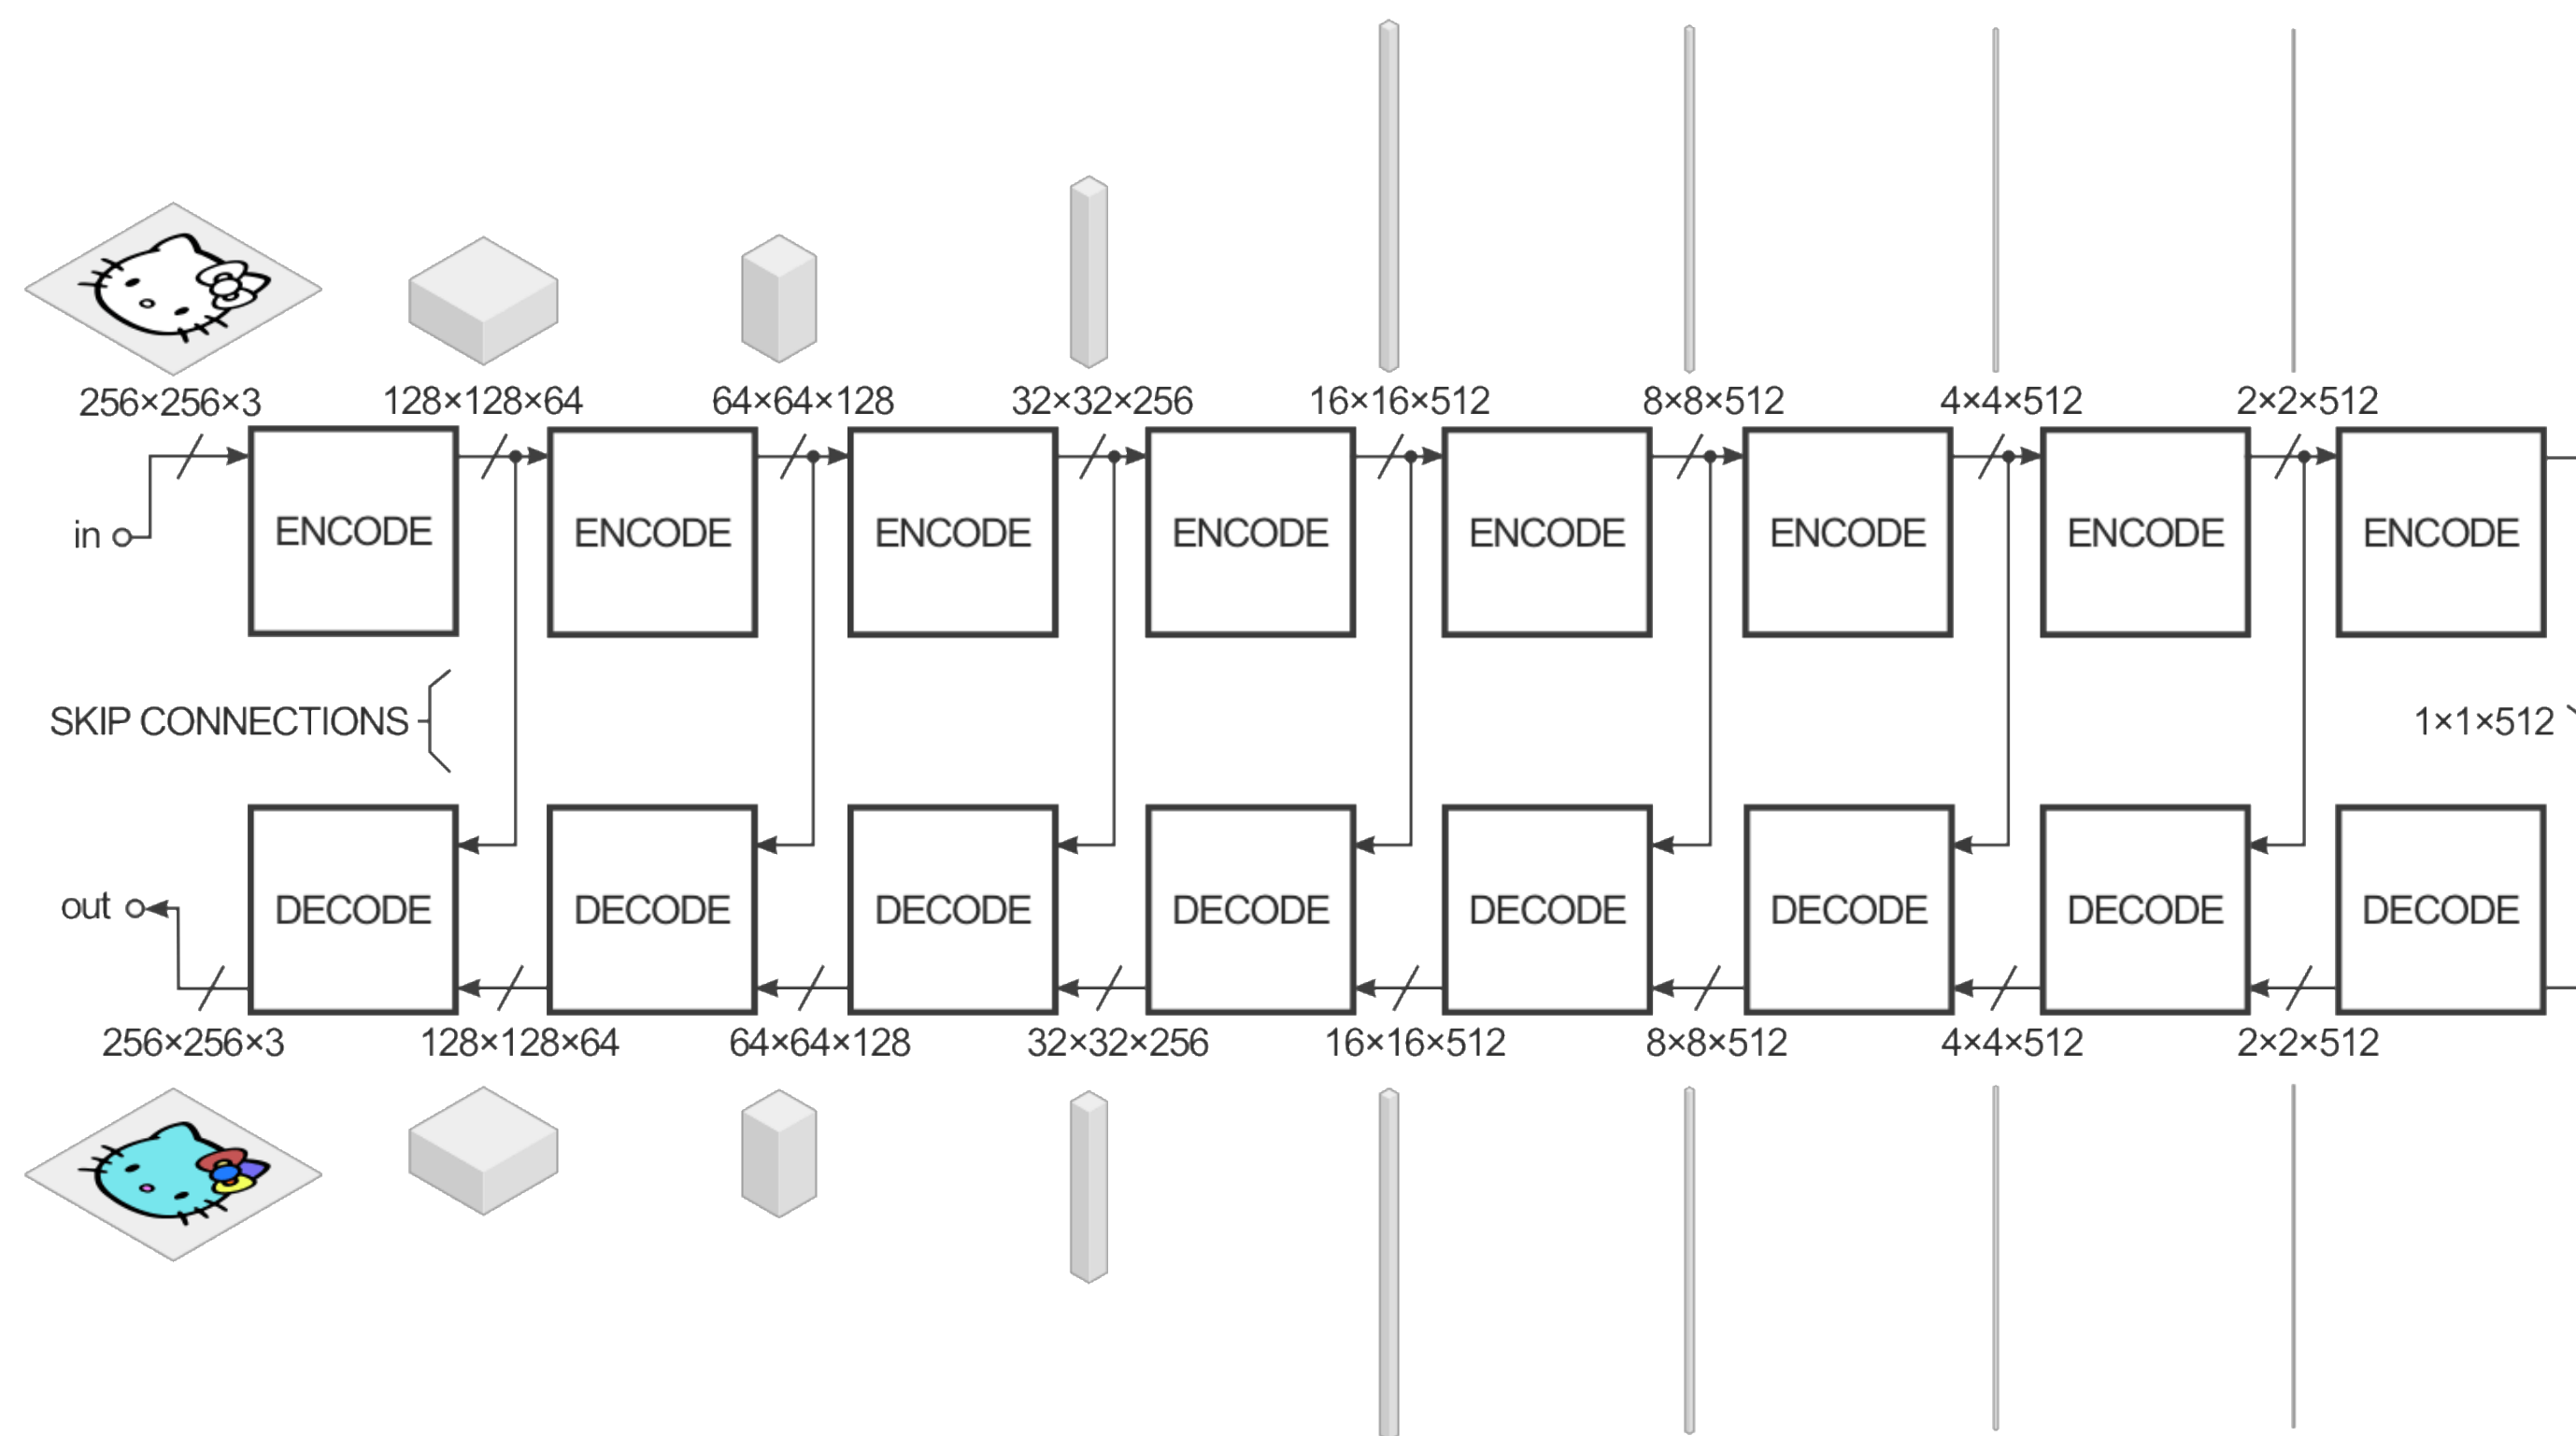 256×256×3 128×128×64 64×64×128 32×32×256 16×16×512 8×8×512 4×4×512 2×2×512
in ENCODE ENCODE ENCODE ENCODE ENCODE ENCODE ENCODE ENCODE
SKIP CONNECTIONS 1×1×512
out DECODE DECODE DECODE DECODE DECODE DECODE DECODE DECODE
256×256×3 128×128×64 64×64×128 32×32×256 16×16×512 8×8×512 4×4×512 2×2×512